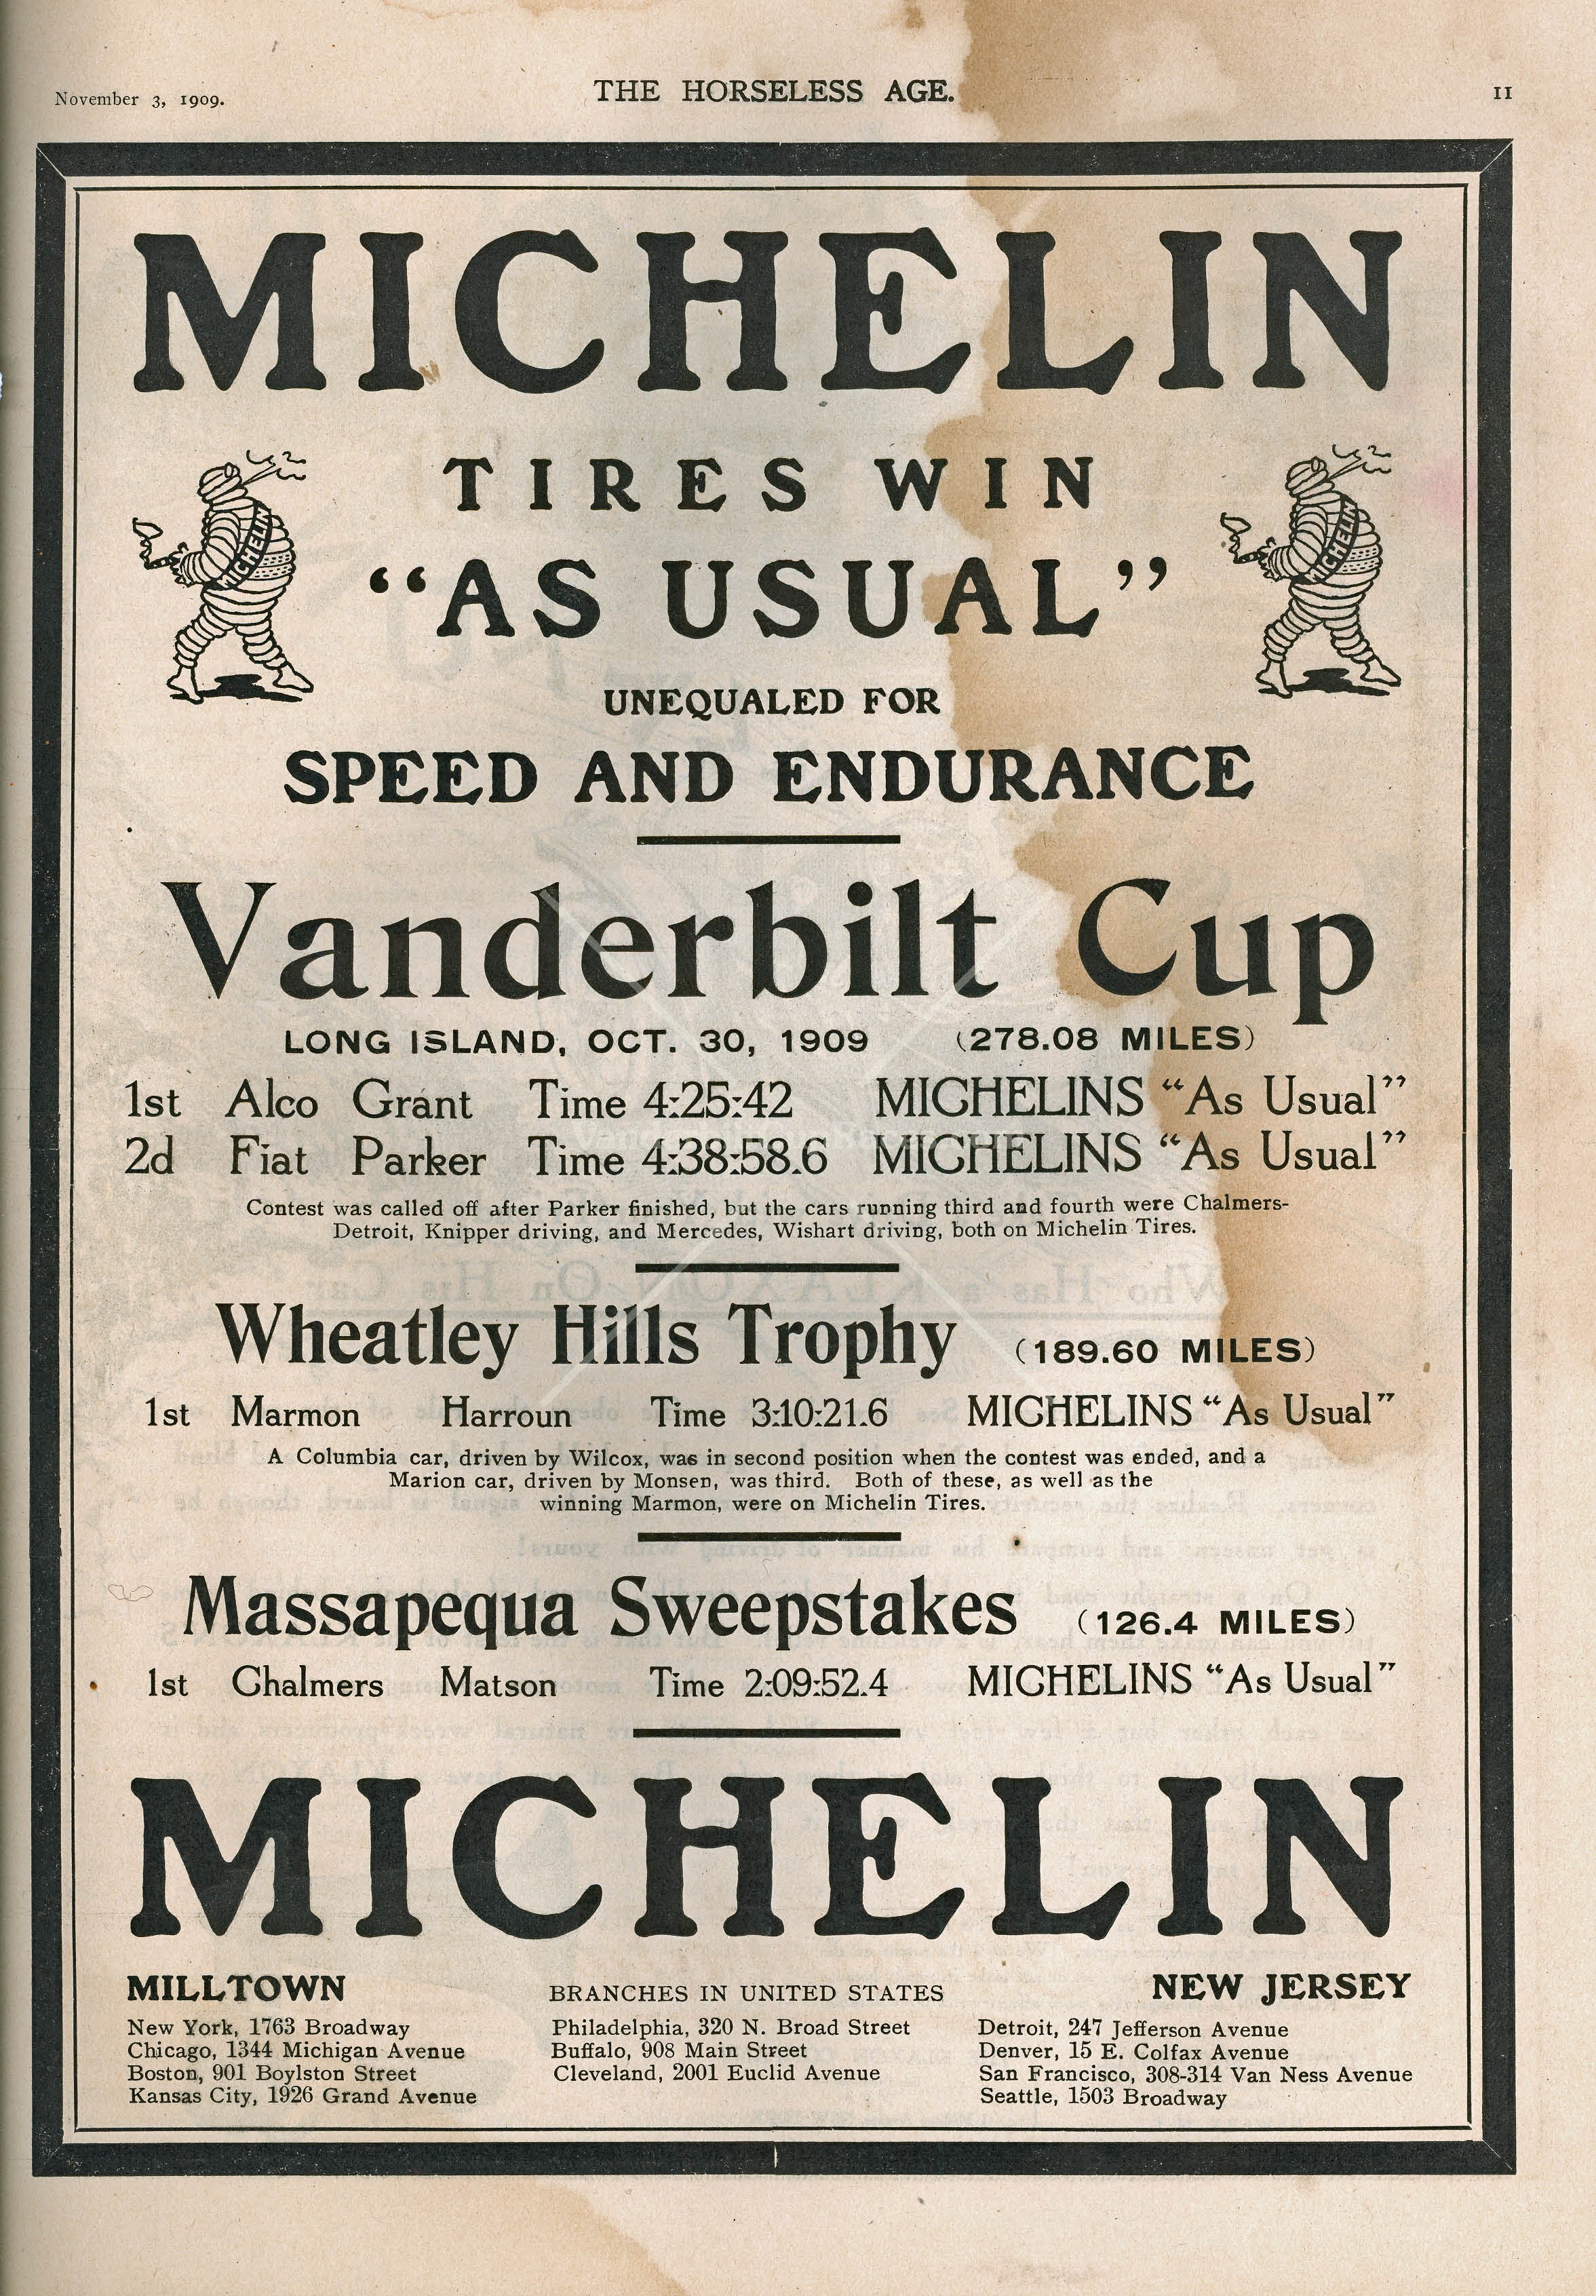 November 3, 1909.
THE HORSELESS AGE.
11
MICHELIN
TIRES WIN
MICHELIN
MICHELIN
“AS USUAL”
UNEQUALED FOR
SPEED AND ENDURANCE
Vanderbilt Cup
LONG ISLAND, OCT. 30, 1909 (278.08 MILES)
1st Alco Grant Time 4:25:42 MICHELINS “As Usual”
2d Fiat Parker Time 4:38:58.6 MICHELINS “As Usual”
Contest was called off after Parker finished, but the cars running third and fourth were Chalmers-
Detroit, Knipper driving, and Mercedes, Wishart driving, both on Michelin Tires.
Wheatley Hills Trophy (189.60 MILES)
1st Marmon Harroun Time 3:10:21.6 MICHELINS “As Usual”
A Columbia car, driven by Wilcox, was in second position when the contest was ended, and a
Marion car, driven by Monsen, was third. Both of these, as well as the
winning Marmon, were on Michelin Tires.
Massapequa Sweepstakes (126.4 MILES)
1st Chalmers Matson Time 2:09:52.4 MICHELINS “As Usual”
MICHELIN
MILLTOWN BRANCHES IN UNITED STATES NEW JERSEY
New York, 1763 Broadway
Chicago, 1344 Michigan Avenue
Boston, 901 Boylston Street
Kansas City, 1926 Grand Avenue
Philadelphia, 320 N. Broad Street
Buffalo, 908 Main Street
Cleveland, 2001 Euclid Avenue
Detroit, 247 Jefferson Avenue
Denver, 15 E. Colfax Avenue
San Francisco, 308-314 Van Ness Avenue
Seattle, 1503 Broadway